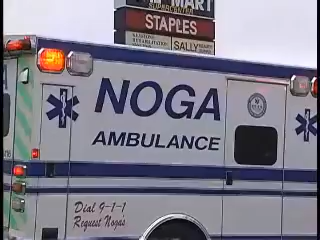 MART
STAPLES
SALLY
NOGA
AMBULANCE
Dial 9-1-1
Request Noga's